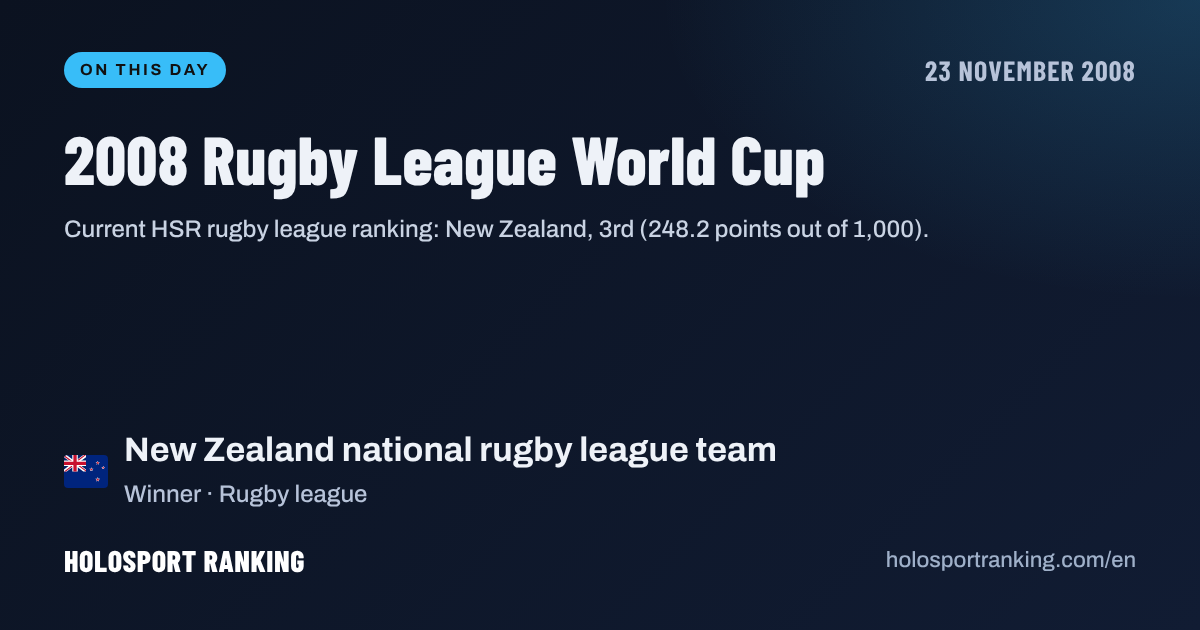 ON THIS DAY
23 NOVEMBER 2008
2008 Rugby League World Cup
Current HSR rugby league ranking: New Zealand, 3rd (248.2 points out of 1,000).
New Zealand national rugby league team
Winner · Rugby league
HOLOSPORT RANKING
holosportranking.com/en